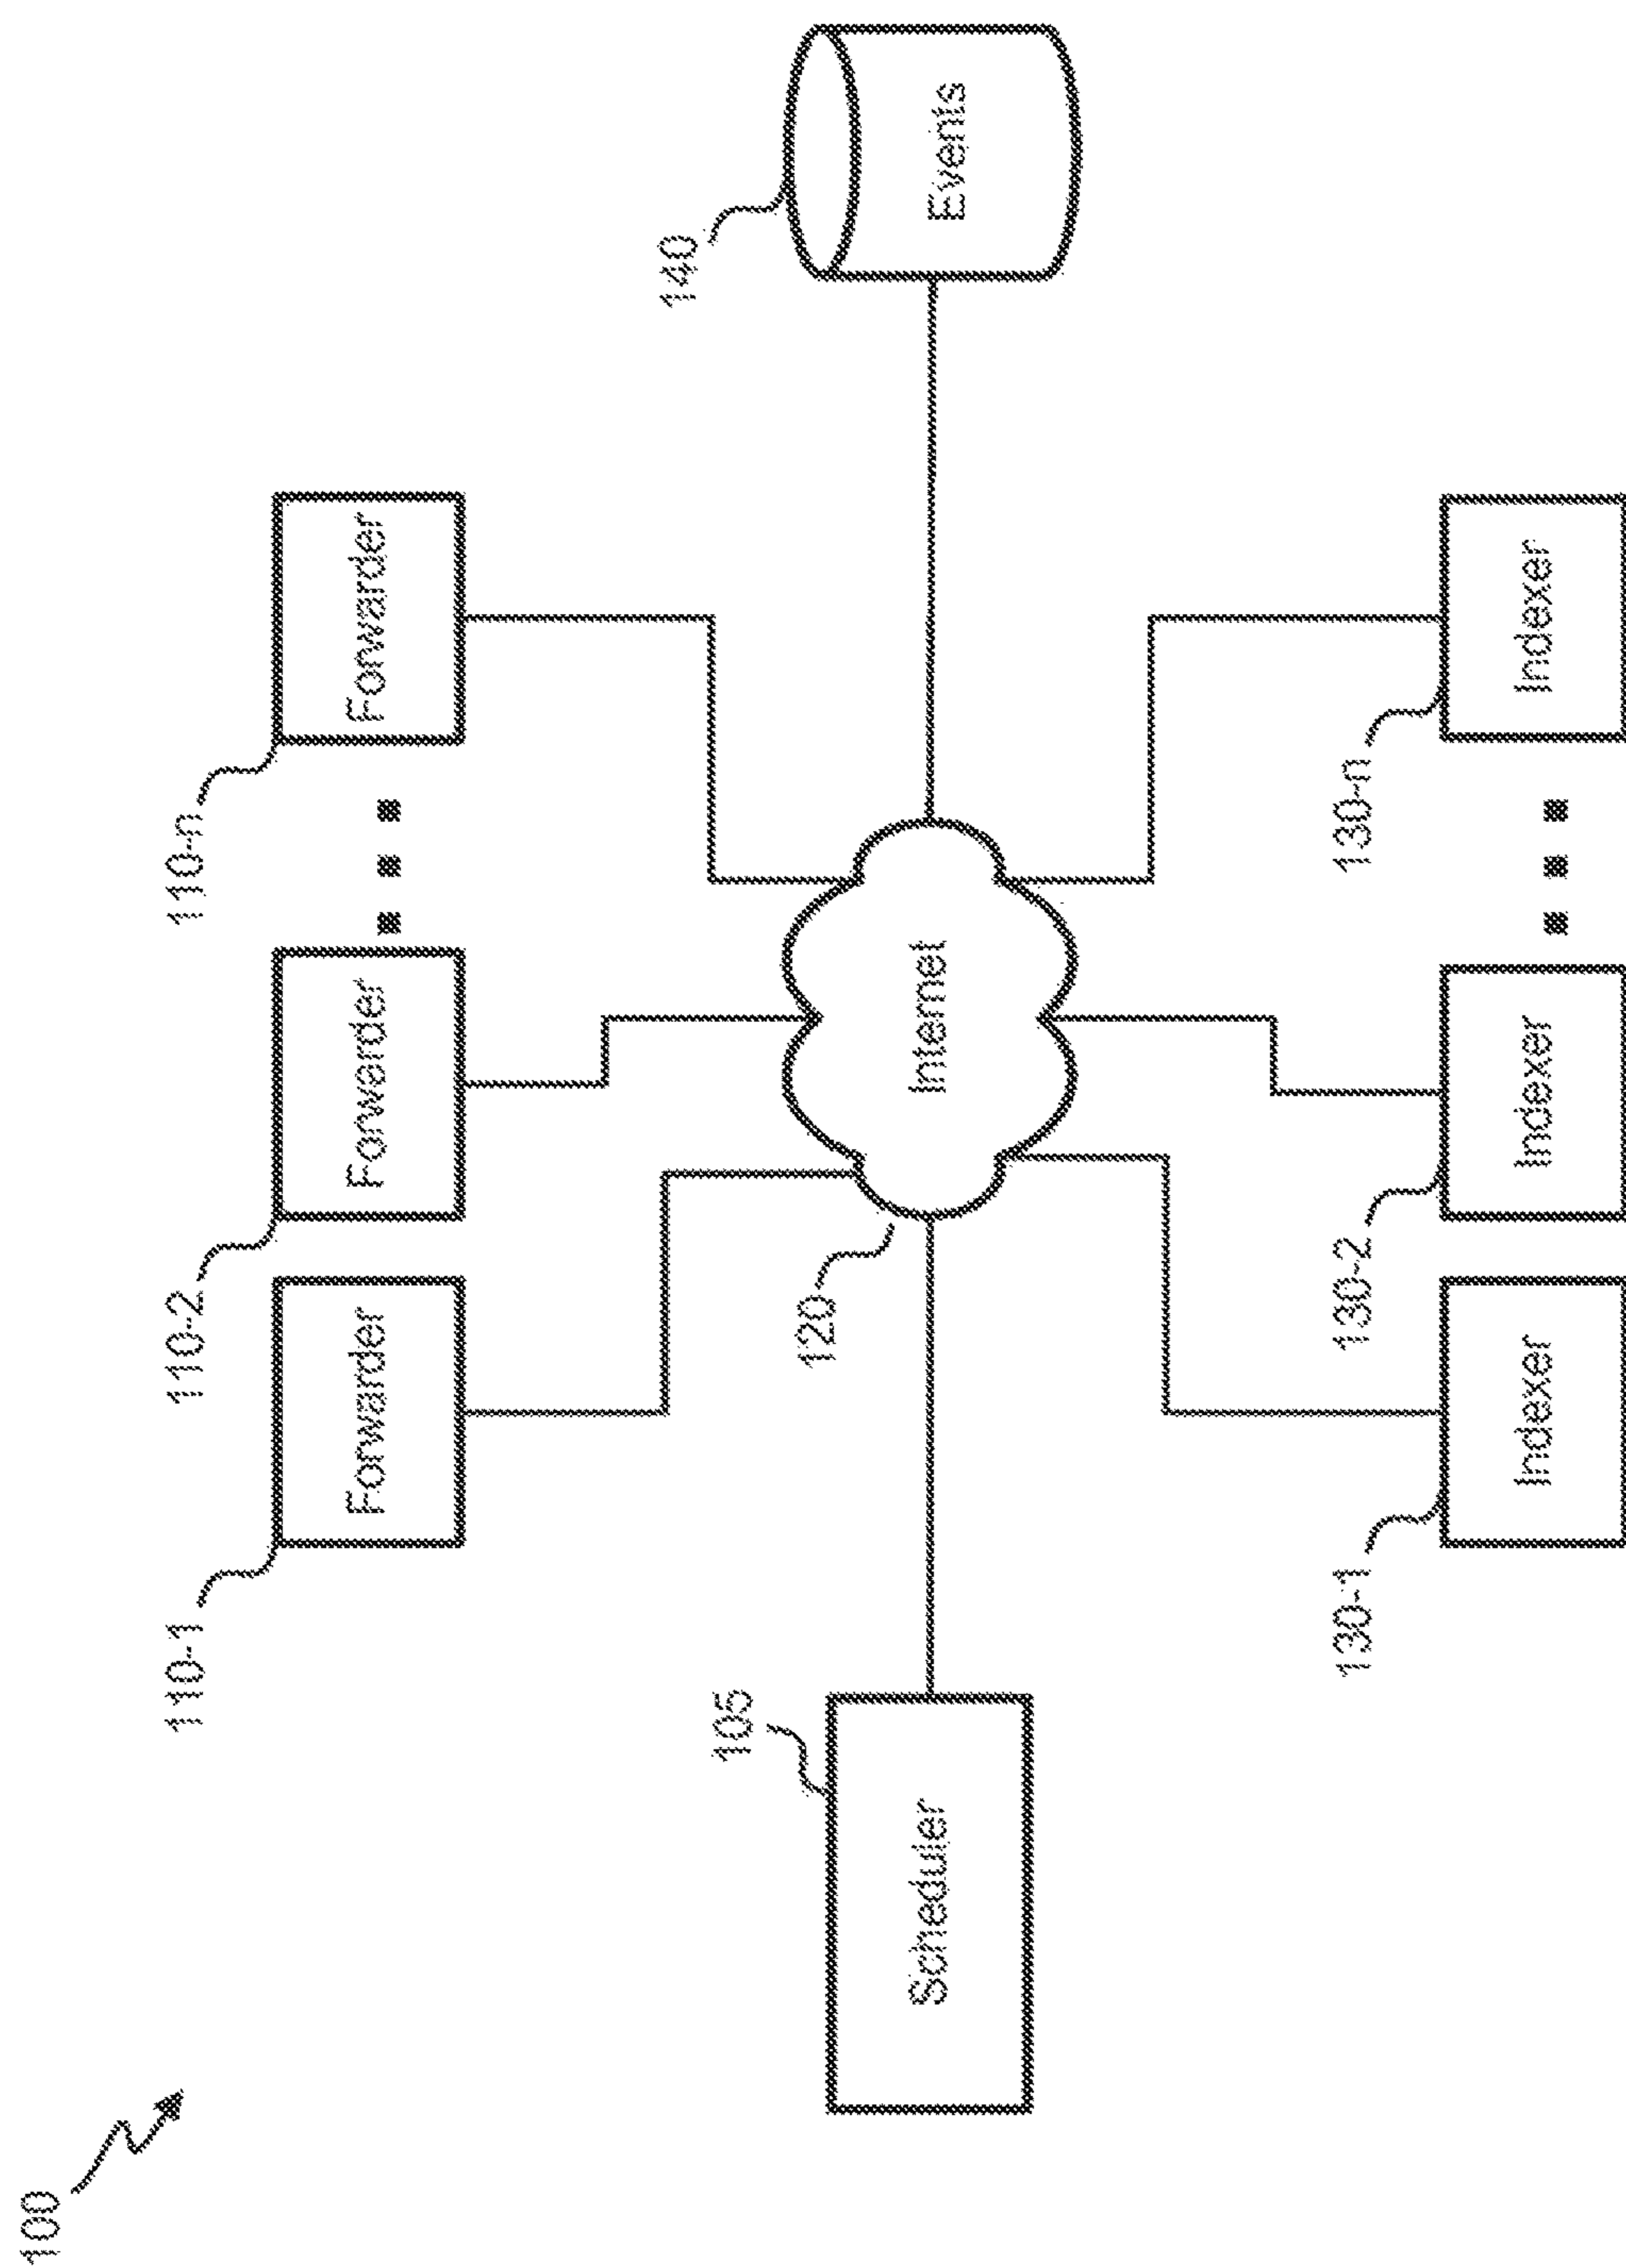 100
110-1
110-2
110-n
Forwarder
Forwarder
Forwarder
105
120
140
Scheduler
Internet
Events
130-1
130-2
130-n
Indexer
Indexer
Indexer